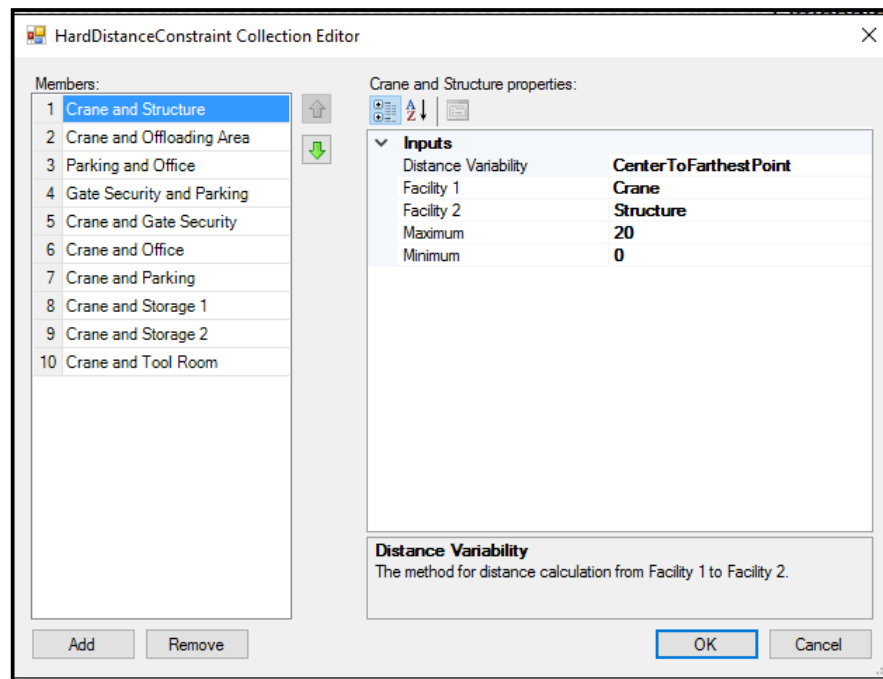 HardDistanceConstraint Collection Editor
Members:
1 Crane and Structure
2 Crane and Offloading Area
3 Parking and Office
4 Gate Security and Parking
5 Crane and Gate Security
6 Crane and Office
7 Crane and Parking
8 Crane and Storage 1
9 Crane and Storage 2
10 Crane and Tool Room
Add Remove
Crane and Structure properties:
Inputs
Distance Variability CenterToFarthestPoint
Facility 1 Crane
Facility 2 Structure
Maximum 20
Minimum 0
Distance Variability
The method for distance calculation from Facility 1 to Facility 2.
OK Cancel